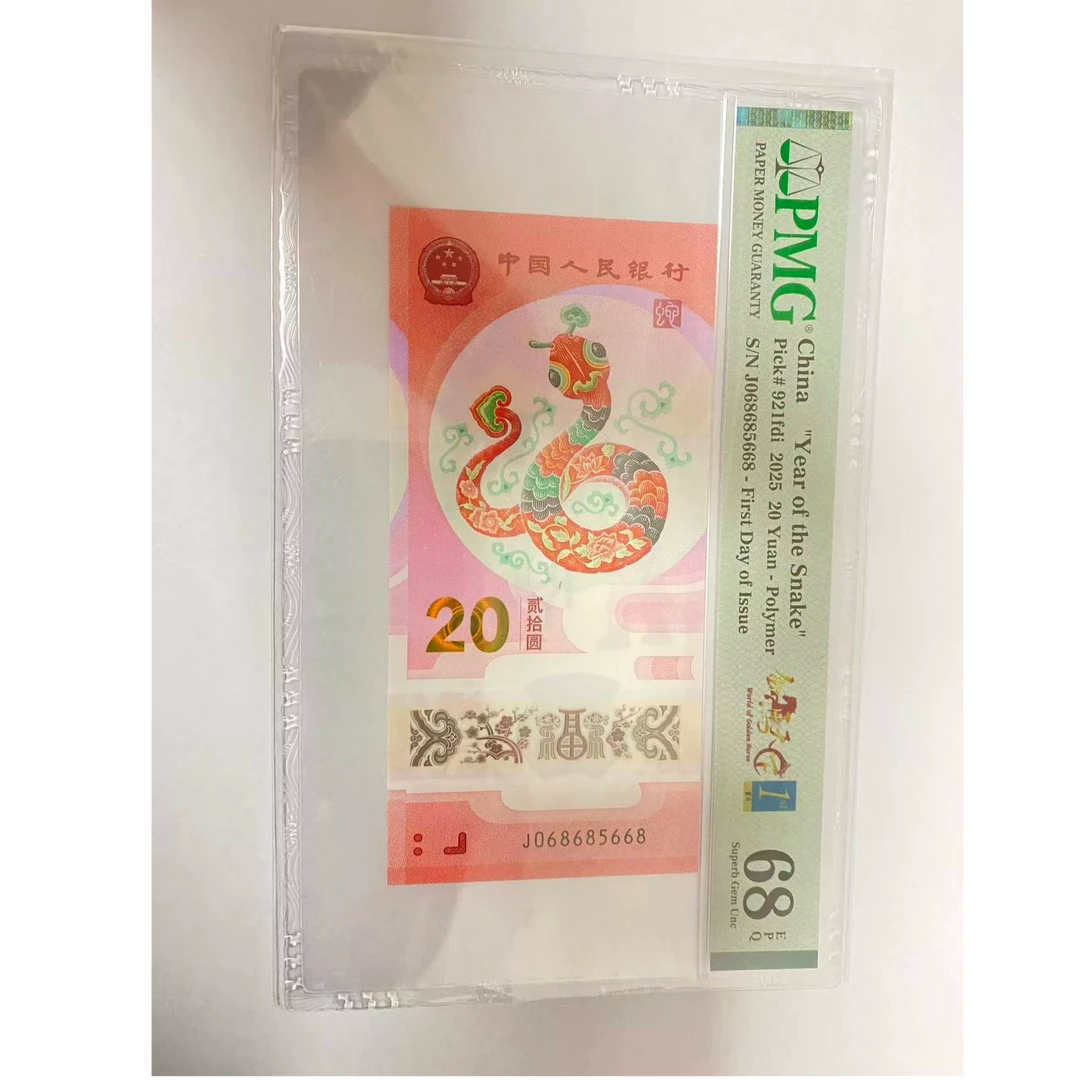 PMG®
PAPER MONEY GUARANTY
China "Year of the Snake"
Pick# 921fdi 2025 20 Yuan - Polymer
S/N J068685668 - First Day of Issue
World of Golden Horse
1st
68
EPQ
Superb Gem Unc
中国人民银行
20
贰拾圆
福
J068685668